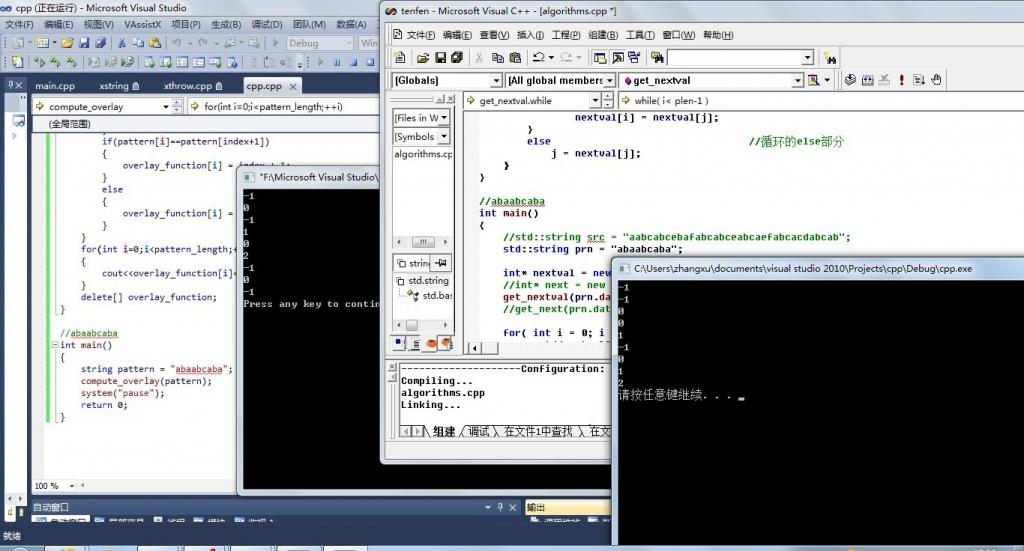 cpp (正在运行) - Microsoft Visual Studio
文件(F) 编辑(E) 视图(V) VAssistX 项目(P) 生成(B) 调试(D) 团队(M) 数据(A)
Debug
main.cpp xstring xthrow.cpp cpp.cpp
compute_overlay for(int i=0;i<pattern_length;++i)
(全局范围)
if(pattern[i]==pattern[index+1])
{
overlay_function[i] = index + 1;
}
else
{
overlay_function[i] =
}
}
for(int i=0;i<pattern_length;+
{
cout<<overlay_function[i]<
}
delete[] overlay_function;
}
//abaabcaba
int main()
{
string pattern = "abaabcaba";
compute_overlay(pattern);
system("pause");
return 0;
}
100 %
自动窗口
输出
就绪
"F:\Microsoft Visual Studio\
-1
0
-1
1
0
2
-1
0
-1
Press any key to contin
tenfen - Microsoft Visual C++ - [algorithms.cpp *]
文件(F) 编辑(E) 查看(V) 插入(I) 工程(P) 组建(B) 工具(T) 窗口(W) 帮助(H)
[Globals] [All global members get_nextval
get_nextval.while while( i< plen-1 )
[Files in W
[Symbols
algorithms.cp
string
std.string
std.bas
nextval[i] = nextval[j];
}
else //循环的else部分
j = nextval[j];
}
}
//abaabcaba
int main()
{
//std::string src = "aabcabcebafabcabceabcaefabcacdabcab";
std::string prn = "abaabcaba";
int* nextval = new
//int* next = new
get_nextval(prn.da
//get_next(prn.dat
for( int i = 0; i
--------------------Configuration:
Compiling...
algorithms.cpp
Linking...
组建 调试 在文件1中查找 在文
C:\Users\zhangxu\documents\visual studio 2010\Projects\cpp\Debug\cpp.exe
-1
-1
0
0
1
-1
0
1
2
请按任意键继续. . .